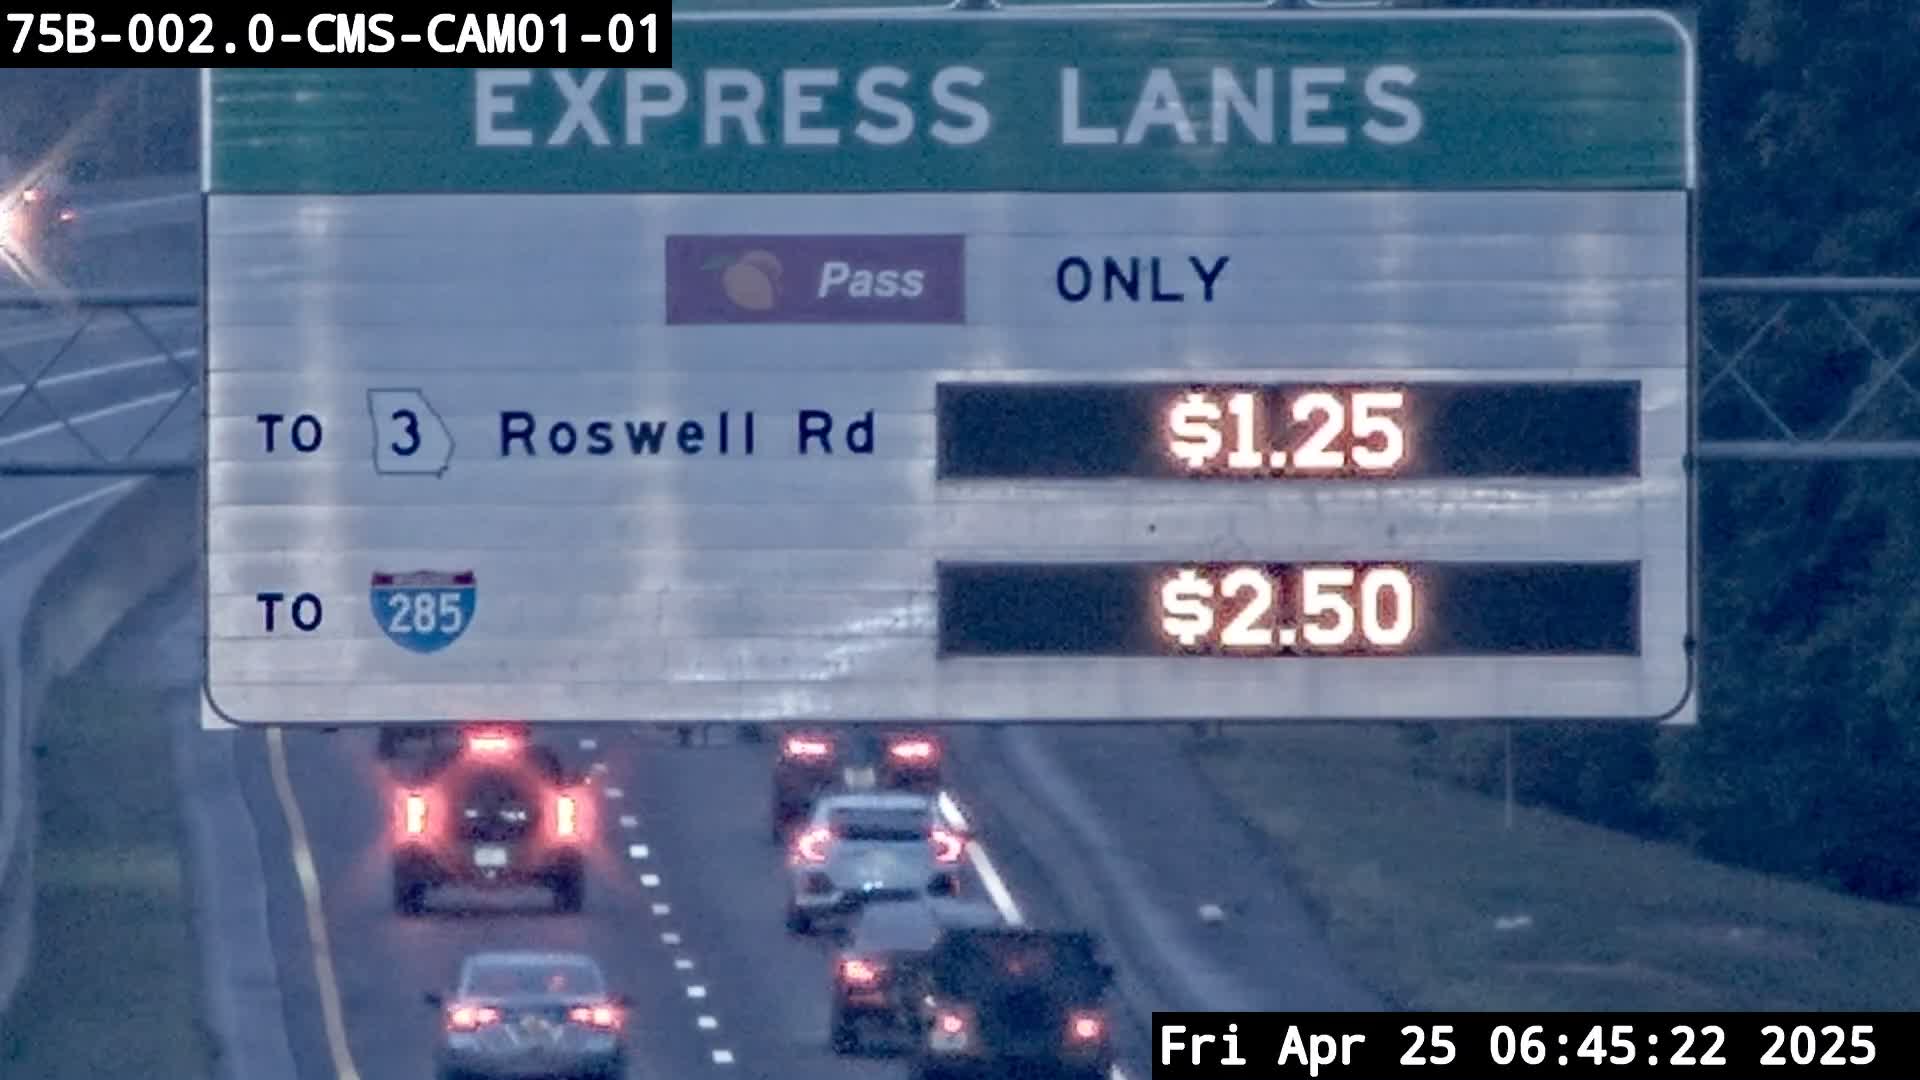 75B-002.0-CMS-CAM01-01
EXPRESS LANES
Pass ONLY
TO 3 Roswell Rd $1.25
TO 285 $2.50
Fri Apr 25 06:45:22 2025